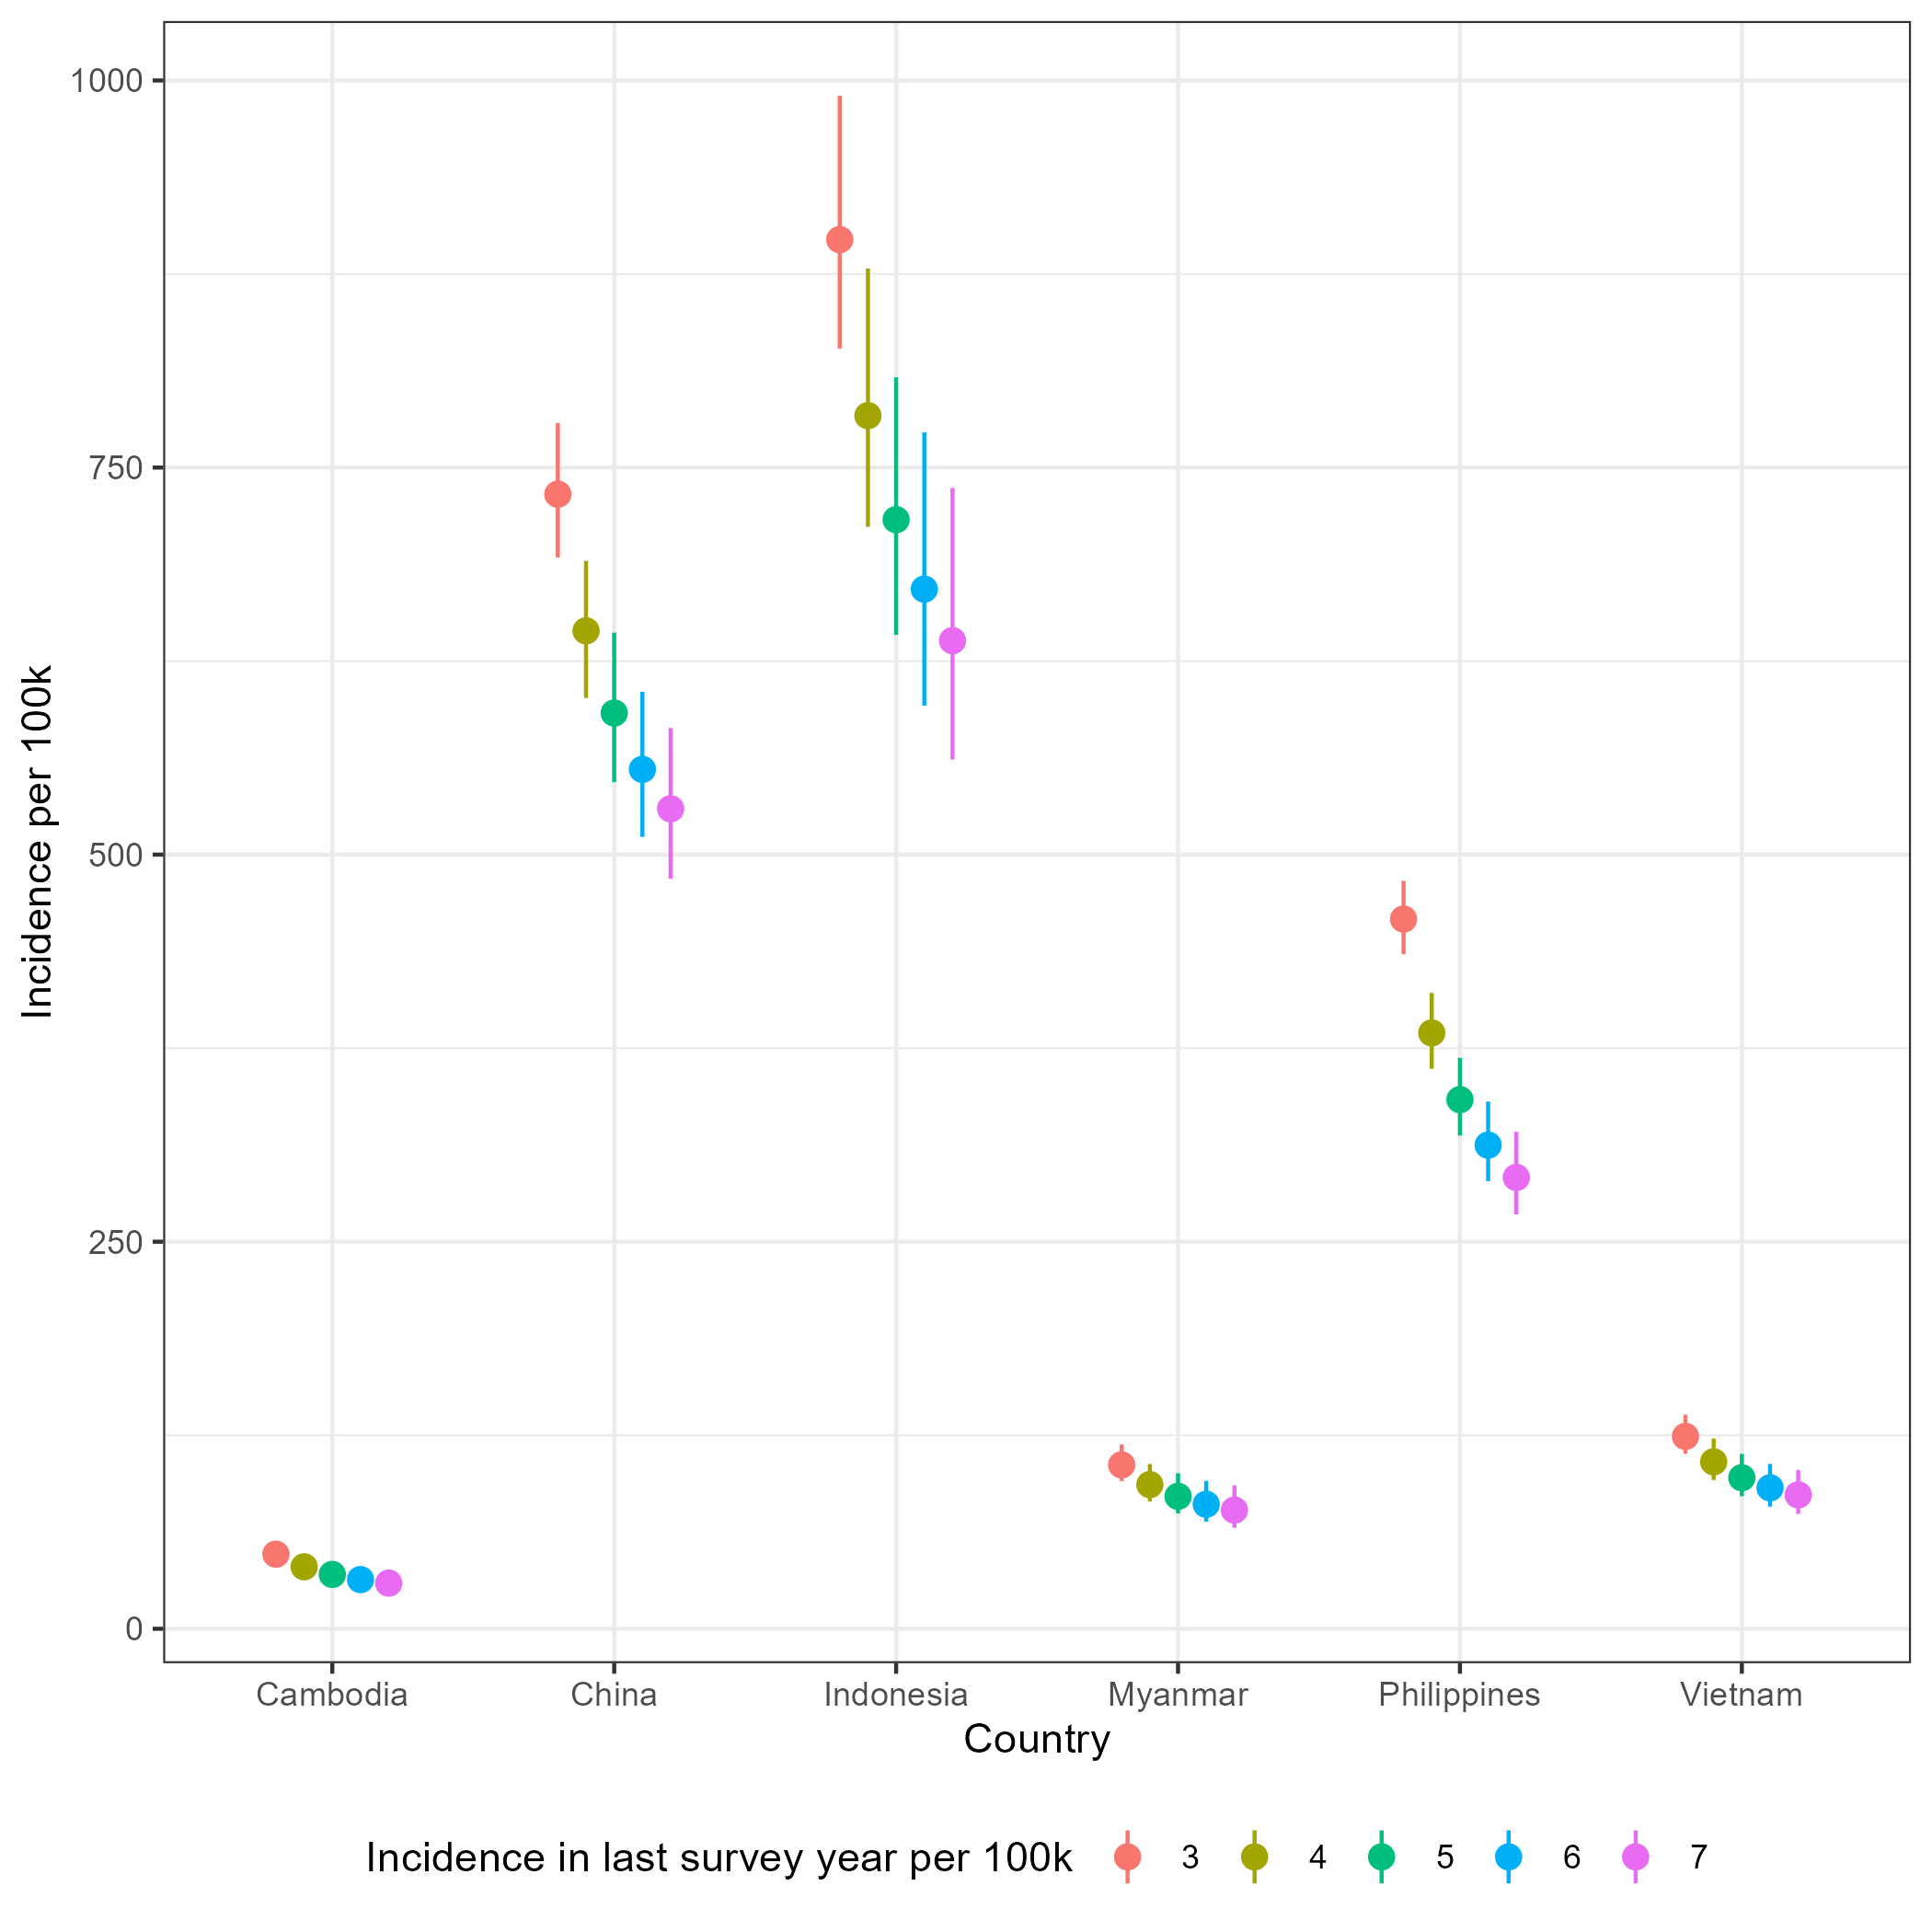 1000
750
500
250
0
Incidence per 100k
Cambodia China Indonesia Myanmar Philippines Vietnam
Country
Incidence in last survey year per 100k 3 4 5 6 7